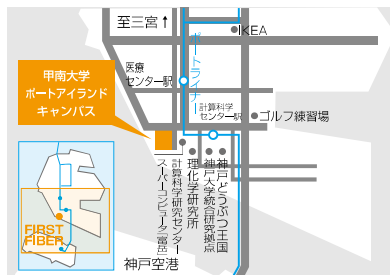 至三宮↑
IKEA
ポートライナー
医療
センター駅
甲南大学
ポートアイランド
キャンパス
計算科学
センター駅
ゴルフ練習場
神戸どうぶつ王国
神戸大学統合研究拠点
理化学研究所
計算科学研究センター
スーパーコンピュータ「富岳」
神戸空港
FIRST
FIBER